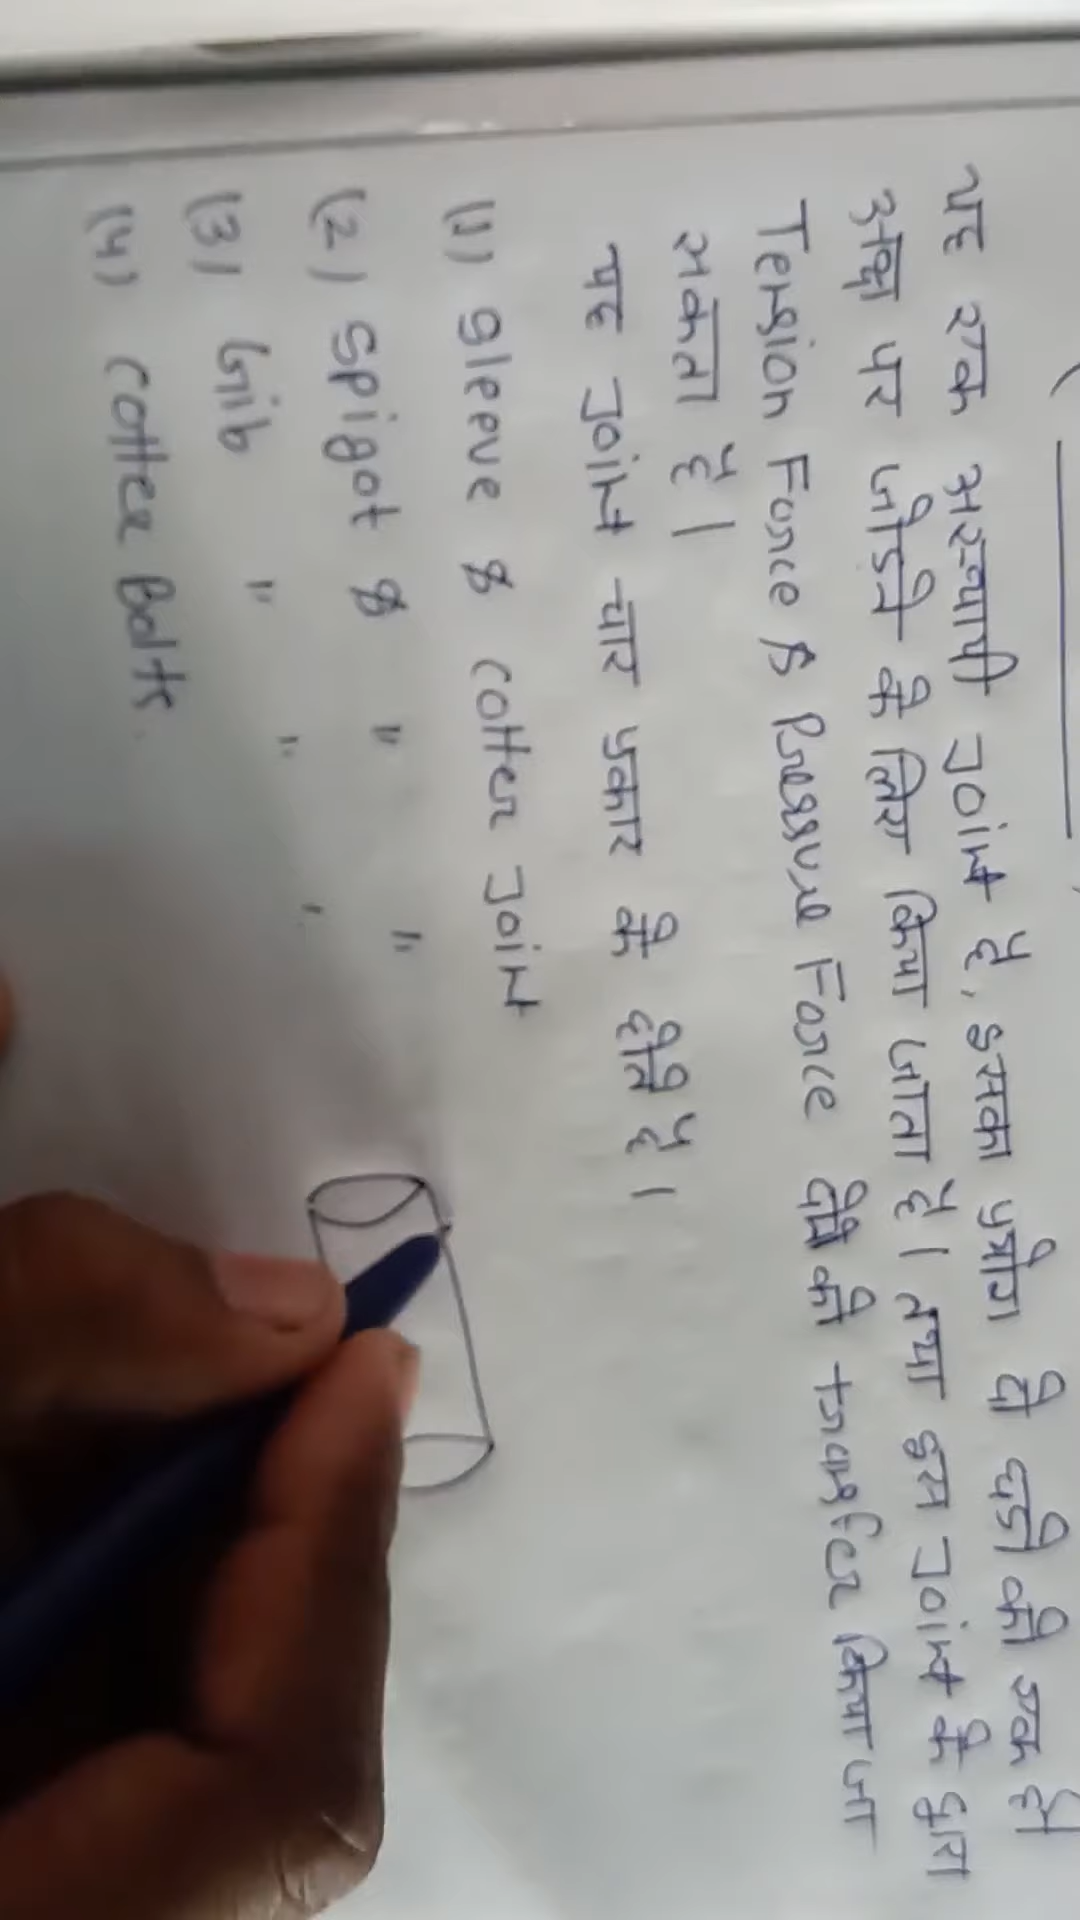 यह एक अस्थायी Joint है, इसका प्रयोग दो छडो को एक ही
अक्ष पर जोडने के लिए किया जाता है। तथा इस Joint के द्वारा
Tension Force & Pressure Force दोनो को transfer किया जा
सकता है।
यह Joint चार प्रकार के होते है।
(1) Sleeve & Cotter Joint
(2) Spigot & " "
(3) Gib " " "
(4) Cotter Bolts.